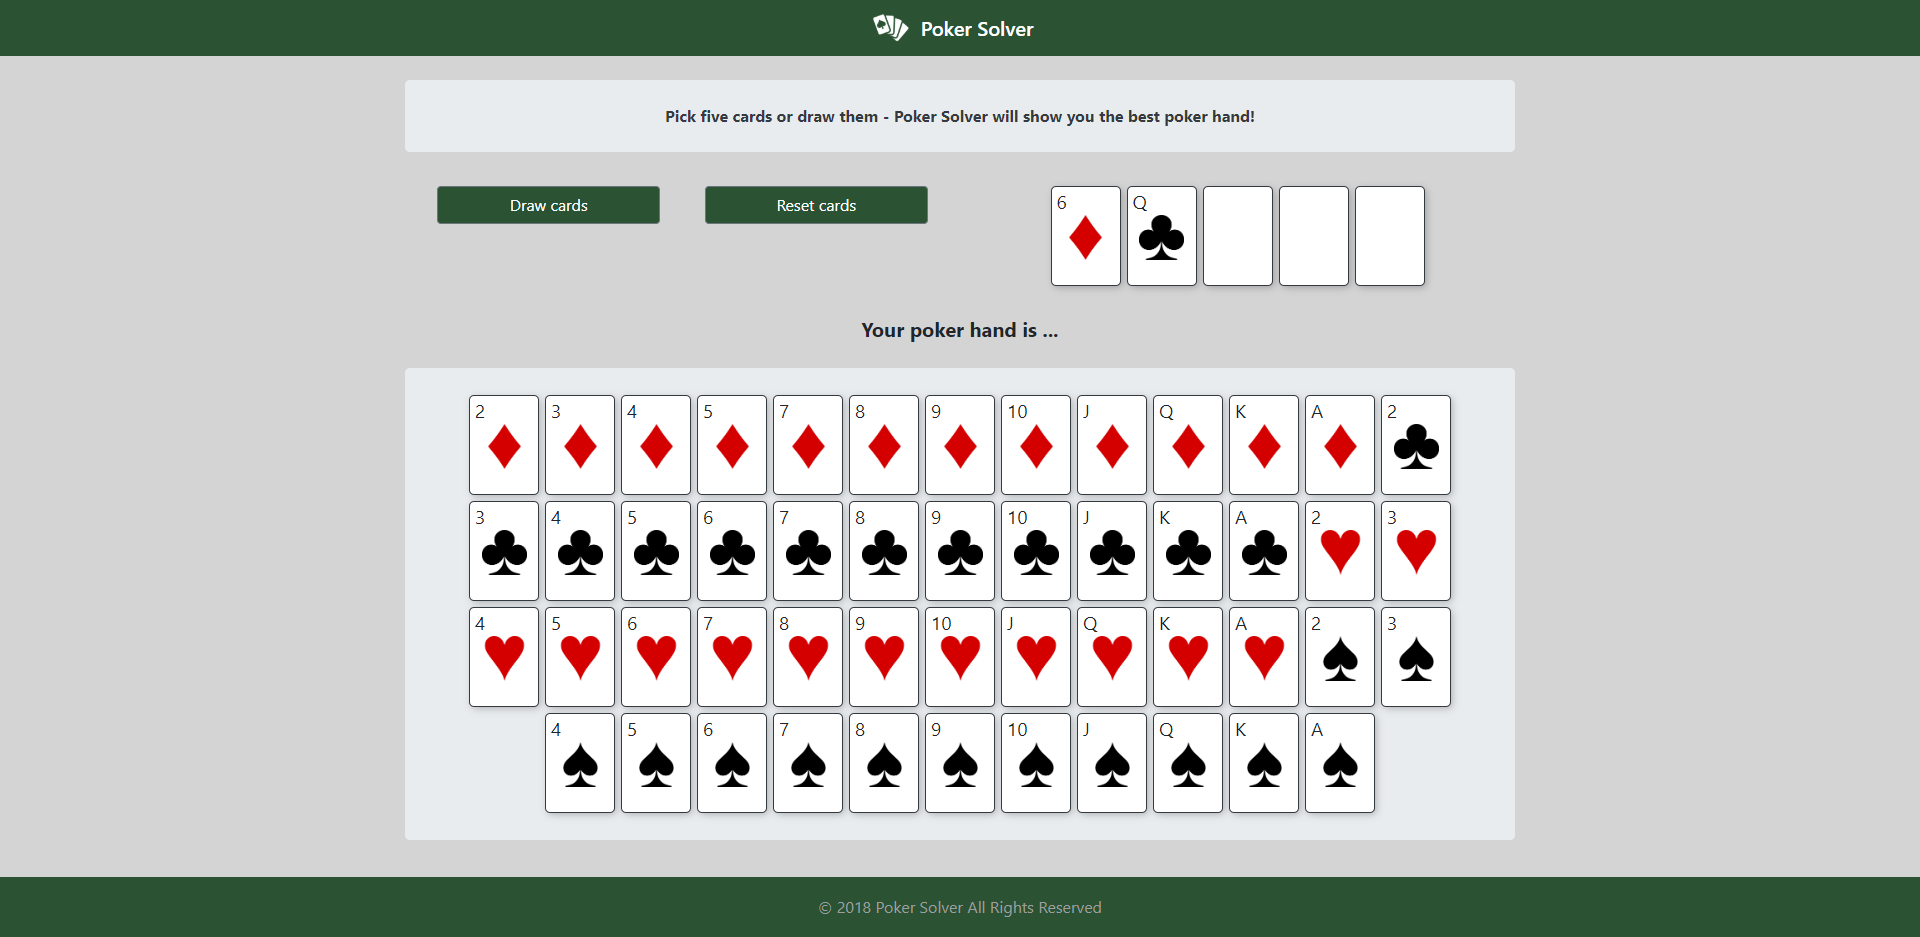 Poker Solver
Pick five cards or draw them - Poker Solver will show you the best poker hand!
Draw cards
Reset cards
6 Q
Your poker hand is ...
2 3 4 5 7 8 9 10 J Q K A 2
3 4 5 6 7 8 9 10 J K A 2 3
4 5 6 7 8 9 10 J Q K A 2 3
4 5 6 7 8 9 10 J Q K A
© 2018 Poker Solver All Rights Reserved